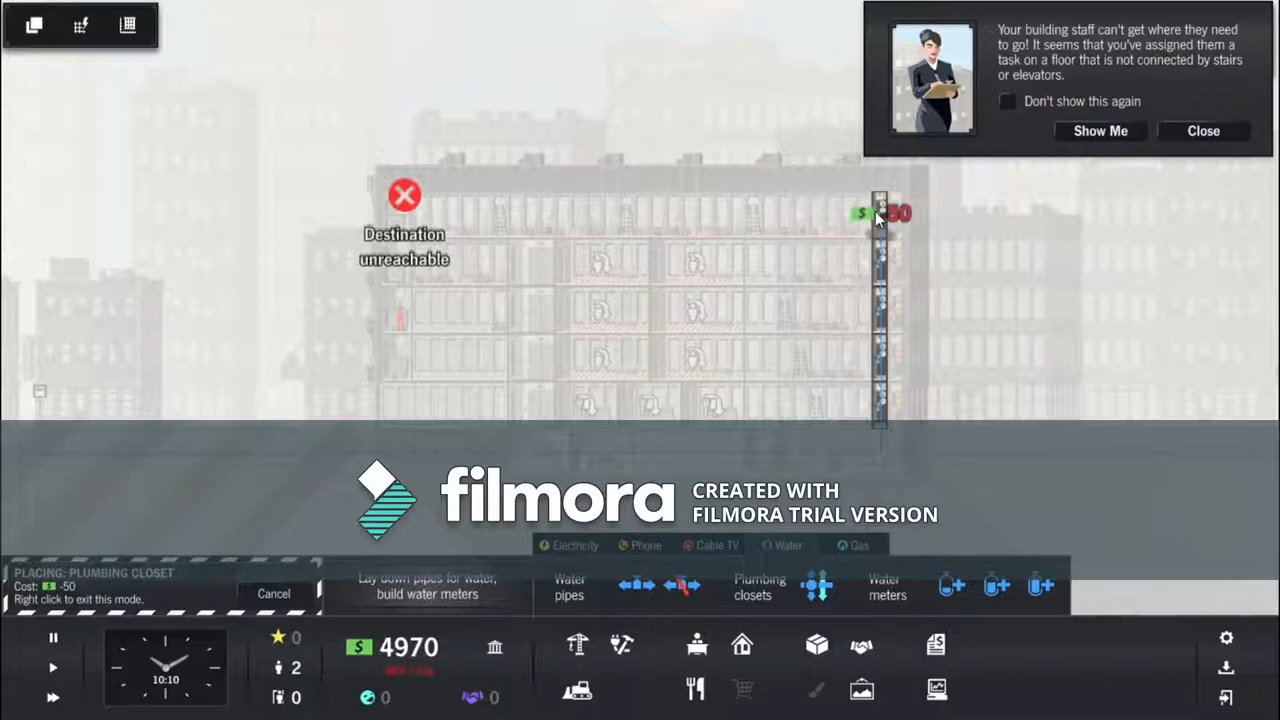 Your building staff can't get where they need
to go! It seems that you've assigned them a
task on a floor that is not connected by stairs
or elevators.
Don't show this again
Show Me
Close
Destination
unreachable
$ -50
filmora
CREATED WITH
FILMORA TRIAL VERSION
Electricity
Phone
Cable TV
Water
Gas
PLACING: PLUMBING CLOSET
Cost: $ -50
Right click to exit this mode.
Cancel
Lay down pipes for water,
build water meters
Water
pipes
Plumbing
closets
Water
meters
10:10
0
2
0
$ 4970
0
0